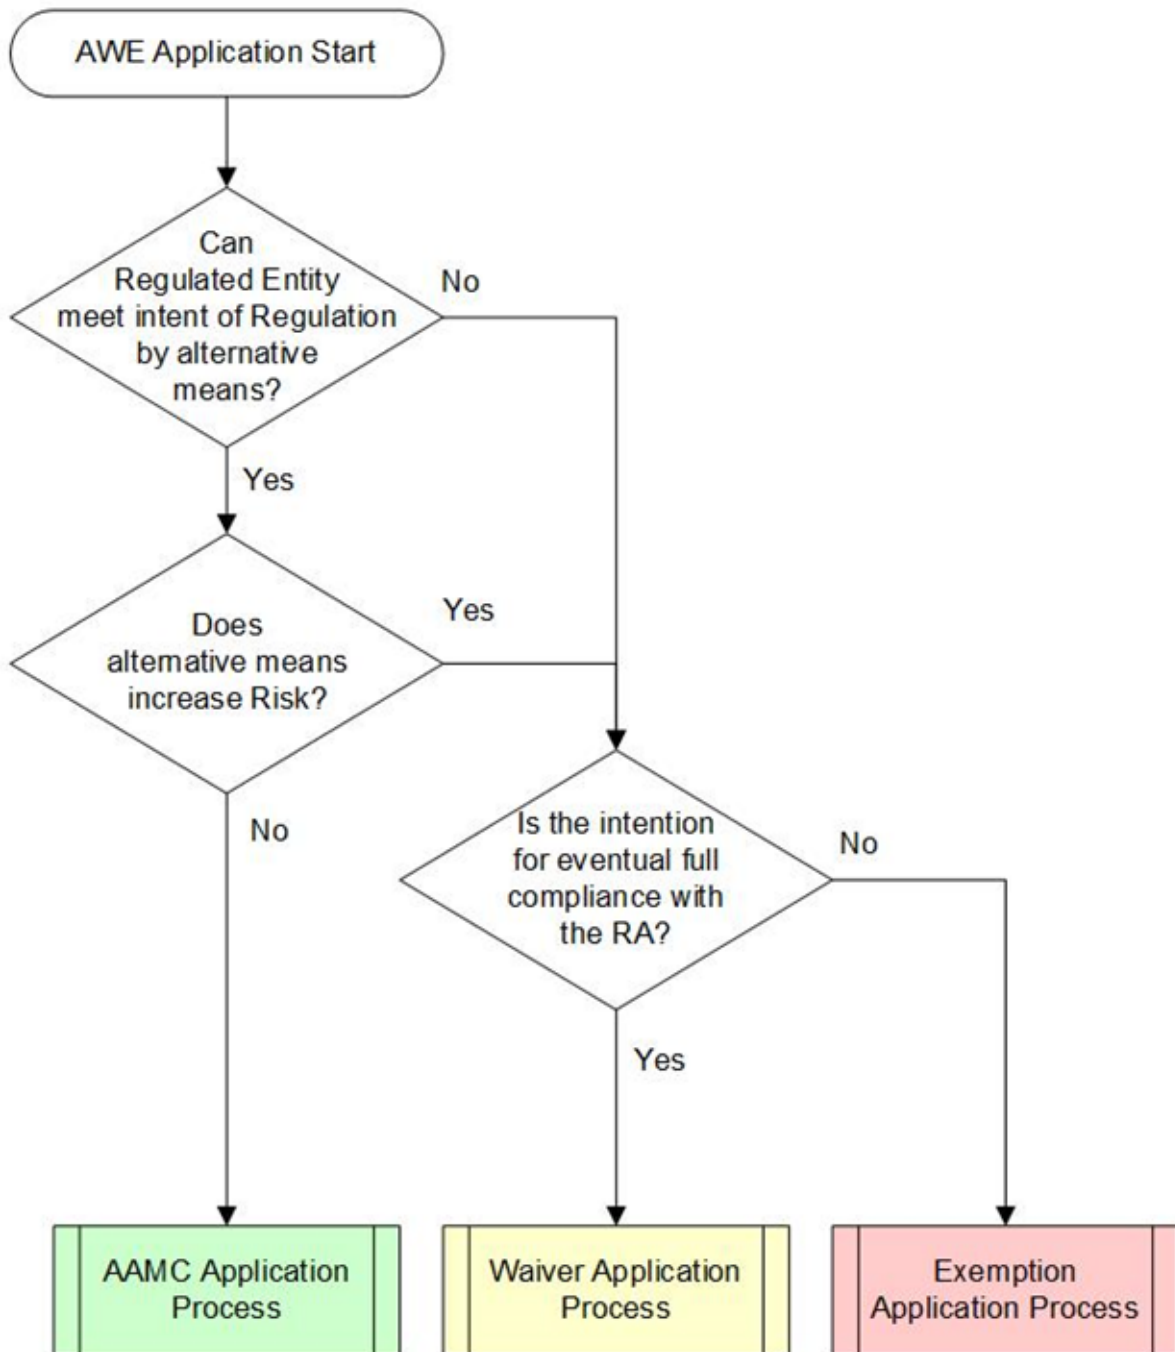 AWE Application Start
Can
Regulated Entity
meet intent of Regulation
by alternative
means?
No
Yes
Does
alternative means
increase Risk?
Yes
No
Is the intention
for eventual full
compliance with
the RA?
No
Yes
AAMC Application
Process
Waiver Application
Process
Exemption
Application Process